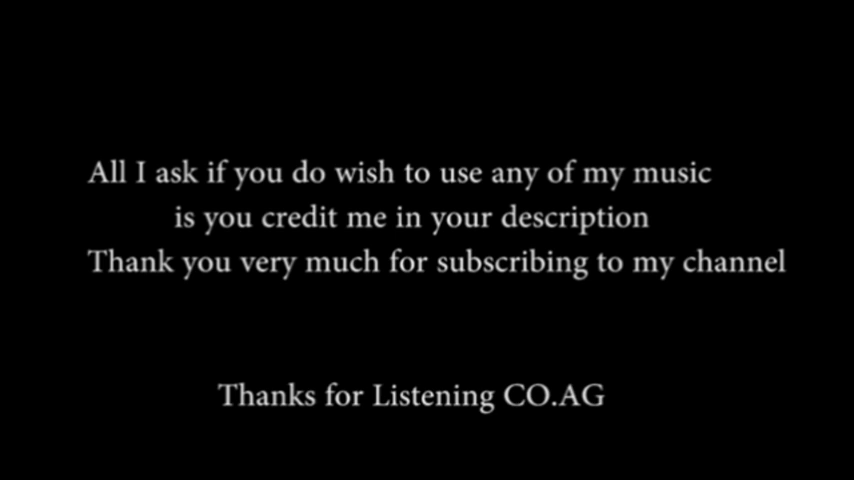 All I ask if you do wish to use any of my music
is you credit me in your description
Thank you very much for subscribing to my channel
Thanks for Listening CO.AG